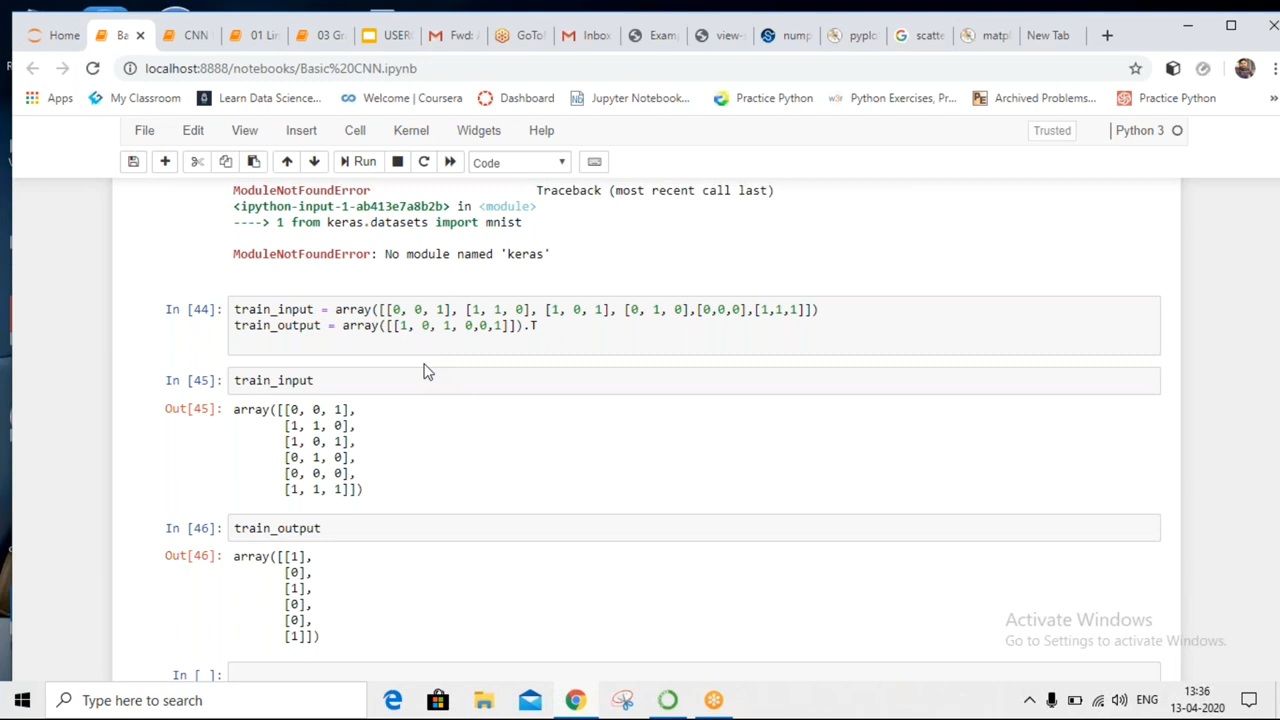 Home Ba CNN 01 Lin 03 Gr USER Fwd: GoTo Inbox Exam view- nump pyplo scatte matpl New Tab
localhost:8888/notebooks/Basic%20CNN.ipynb
Apps My Classroom Learn Data Science... Welcome | Coursera Dashboard Jupyter Notebook... Practice Python Python Exercises, Pr... Archived Problems... Practice Python »
File Edit View Insert Cell Kernel Widgets Help Trusted Python 3
Run Code
ModuleNotFoundError Traceback (most recent call last)
<ipython-input-1-ab413e7a8b2b> in <module>
----> 1 from keras.datasets import mnist
ModuleNotFoundError: No module named 'keras'
In [44]: train_input = array([[0, 0, 1], [1, 1, 0], [1, 0, 1], [0, 1, 0],[0,0,0],[1,1,1]])
train_output = array([[1, 0, 1, 0,0,1]]).T
In [45]: train_input
Out[45]: array([[0, 0, 1],
[1, 1, 0],
[1, 0, 1],
[0, 1, 0],
[0, 0, 0],
[1, 1, 1]])
In [46]: train_output
Out[46]: array([[1],
[0],
[1],
[0],
[0],
[1]])
Activate Windows
Go to Settings to activate Windows.
In [ ]:
Type here to search ENG 13:36
13-04-2020